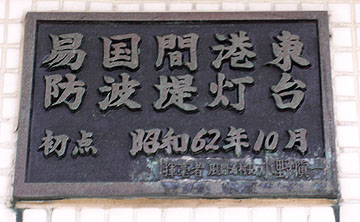 易国間港東
防波堤灯台
初点 昭和62年10月